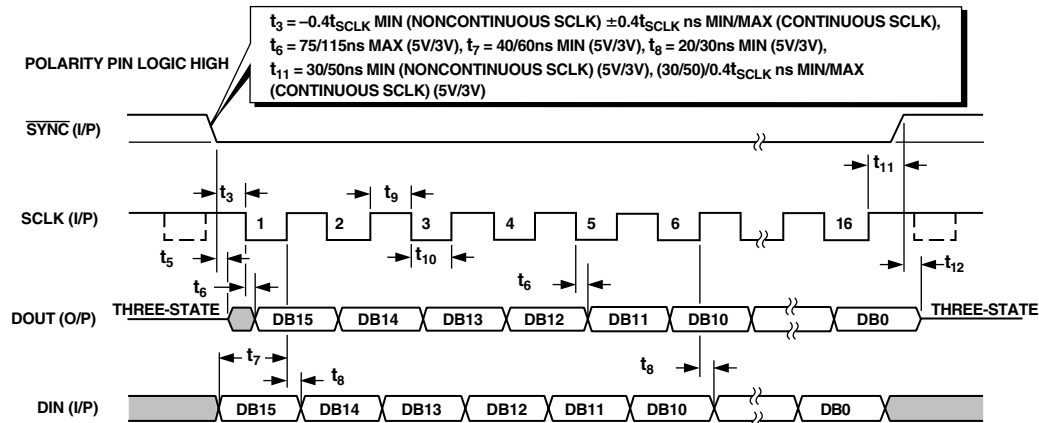 t3 = –0.4tSCLK MIN (NONCONTINUOUS SCLK) ±0.4tSCLK ns MIN/MAX (CONTINUOUS SCLK),
t6 = 75/115ns MAX (5V/3V), t7 = 40/60ns MIN (5V/3V), t8 = 20/30ns MIN (5V/3V),
t11 = 30/50ns MIN (NONCONTINUOUS SCLK) (5V/3V), (30/50)/0.4tSCLK ns MIN/MAX
(CONTINUOUS SCLK) (5V/3V)
POLARITY PIN LOGIC HIGH
SYNC (I/P)
t3
t9
t11
SCLK (I/P)
1 2 3 4 5 6 16
t10
t5
t12
t6
t6
THREE-STATE
THREE-STATE
DOUT (O/P)
DB15 DB14 DB13 DB12 DB11 DB10 DB0
t7
t8
t8
DIN (I/P)
DB15 DB14 DB13 DB12 DB11 DB10 DB0